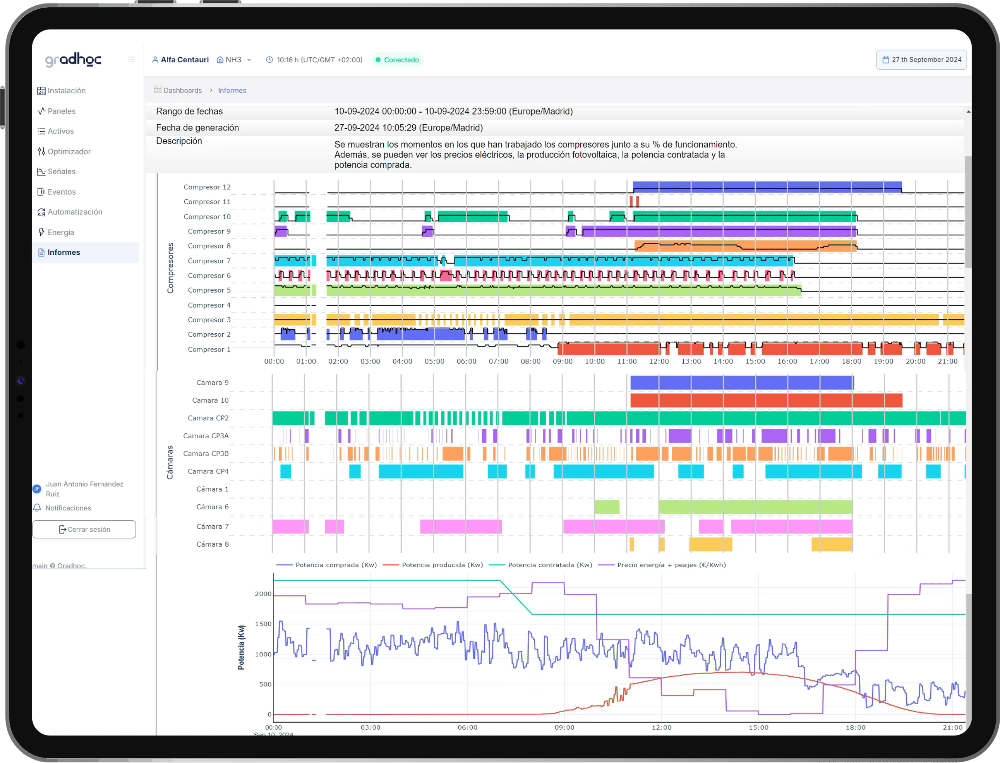 gradhoc
Alfa Centauri
NH3
10:16 h (UTC/GMT +02:00)
Conectado
27 th September 2024
Instalación
Paneles
Activos
Optimizador
Señales
Eventos
Automatización
Energía
Informes
Juan Antonio Fernández
Ruiz
JF
Notificaciones
Cerrar sesión
main © Gradhoc.
Dashboards > Informes
Rango de fechas 10-09-2024 00:00:00 - 10-09-2024 23:59:00 (Europe/Madrid)
Fecha de generación 27-09-2024 10:05:29 (Europe/Madrid)
Descripción
Se muestran los momentos en los que han trabajado los compresores junto a su % de funcionamiento.
Además, se pueden ver los precios eléctricos, la producción fotovoltaica, la potencia contratada y la
potencia comprada.
Compresores
Compresor 12
Compresor 11
Compresor 10
Compresor 9
Compresor 8
Compresor 7
Compresor 6
Compresor 5
Compresor 4
Compresor 3
Compresor 2
Compresor 1
00:00 01:00 02:00 03:00 04:00 05:00 06:00 07:00 08:00 09:00 10:00 11:00 12:00 13:00 14:00 15:00 16:00 17:00 18:00 19:00 20:00 21:00
Cámaras
Camara 9
Camara 10
Camara CP2
Camara CP3A
Camara CP3B
Camara CP4
Cámara 1
Cámara 6
Cámara 7
Cámara 8
Potencia comprada (Kw) Potencia producida (Kw) Potencia contratada (Kw) Precio energía + peajes (€/Kwh)
Potencia (Kw)
2000
1500
1000
500
0
00:00 03:00 06:00 09:00 12:00 15:00 18:00 21:00
Sep 10, 2024